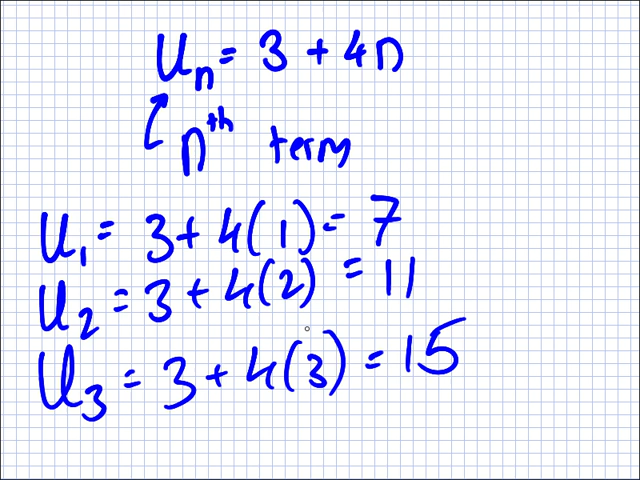 Uₙ = 3 + 4n
nᵗʰ term
U₁ = 3 + 4(1) = 7
U₂ = 3 + 4(2) = 11
U₃ = 3 + 4(3) = 15